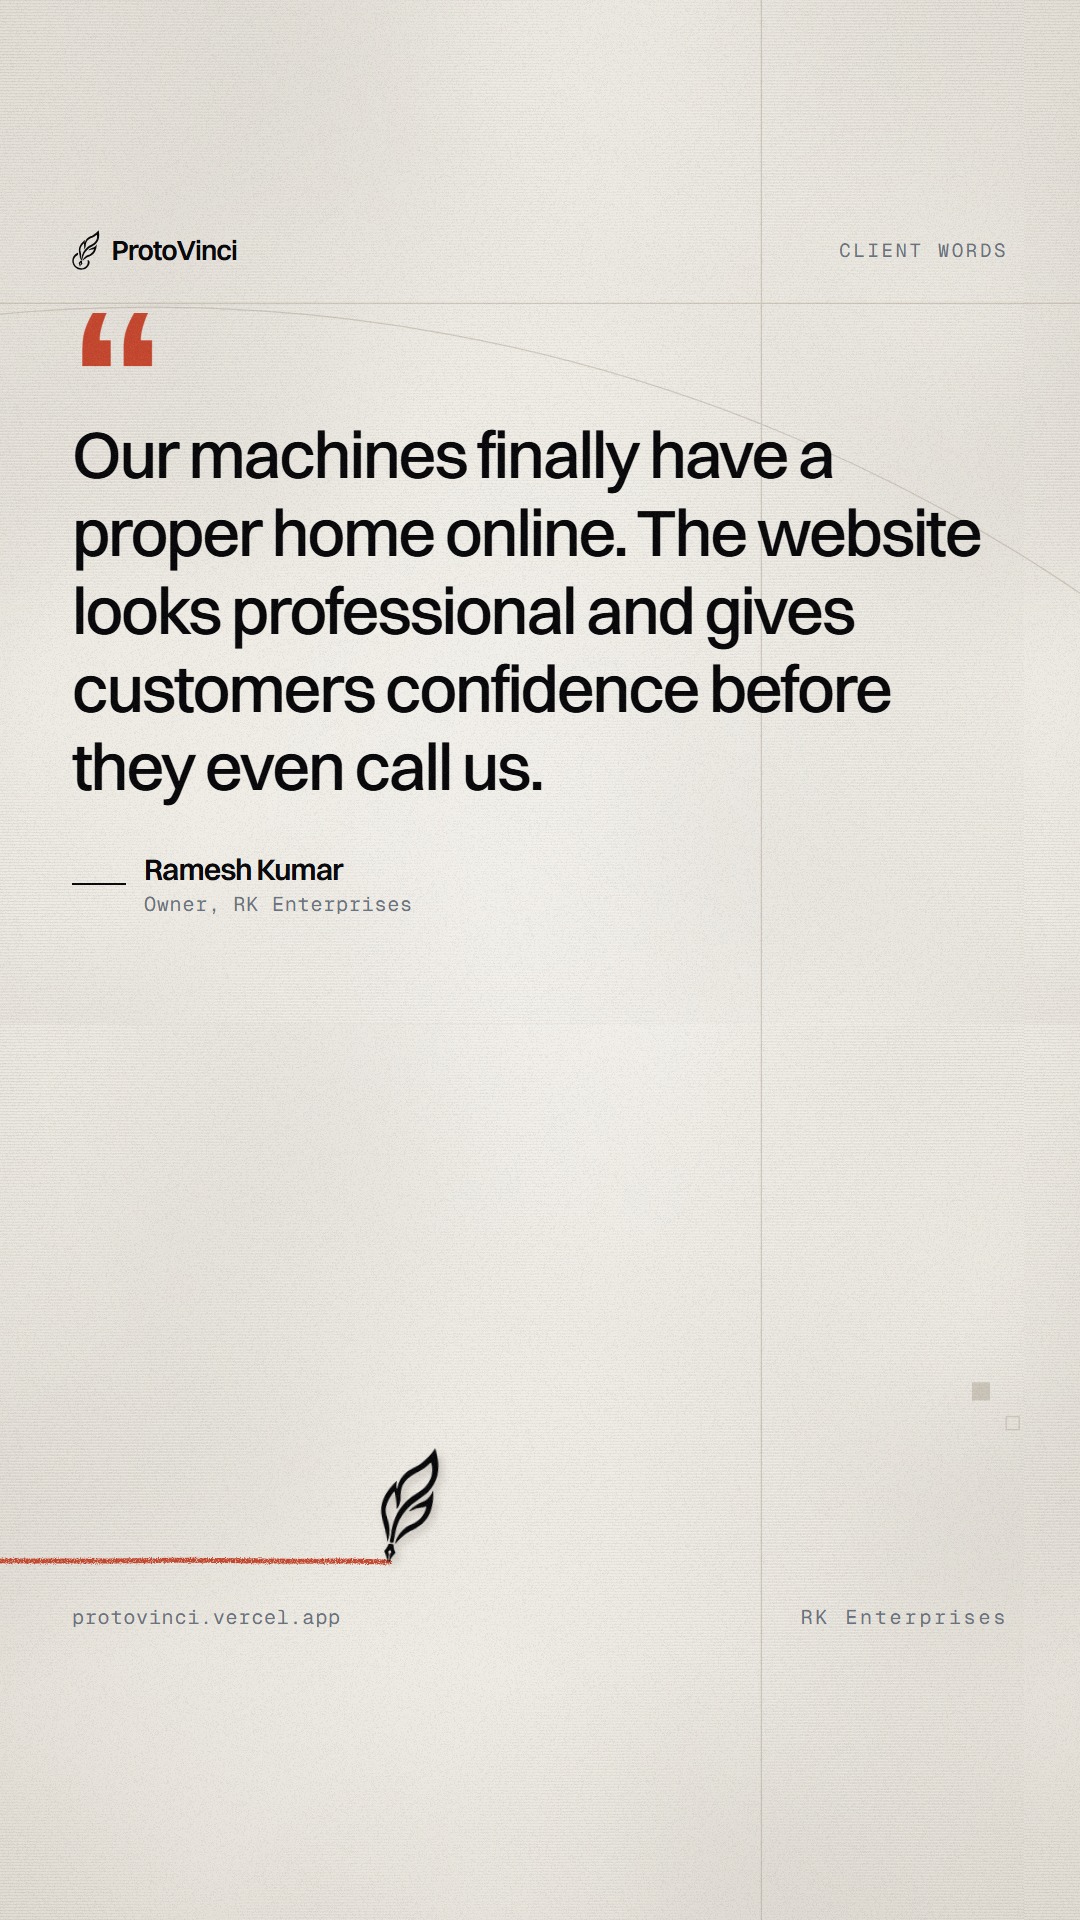 ProtoVinci
CLIENT WORDS
“
Our machines finally have a
proper home online. The website
looks professional and gives
customers confidence before
they even call us.
Ramesh Kumar
Owner, RK Enterprises
protovinci.vercel.app
RK Enterprises